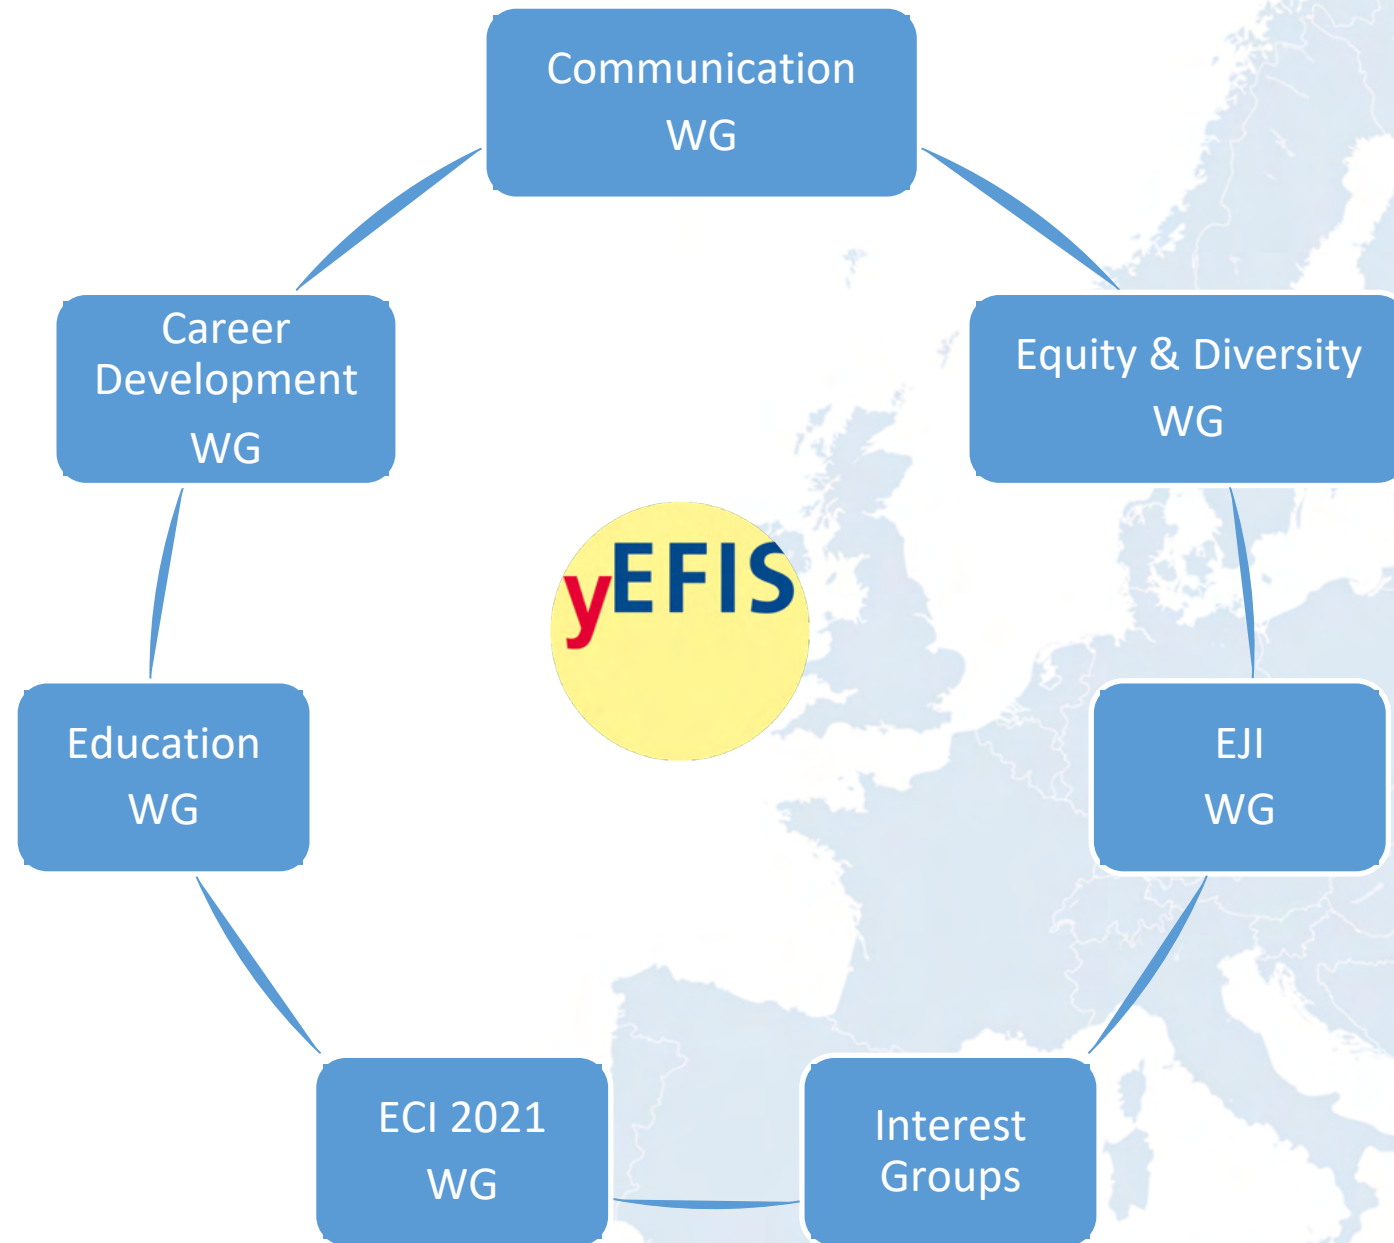 Communication
WG
Career
Development
WG
Equity & Diversity
WG
yEFIS
Education
WG
EJI
WG
ECI 2021
WG
Interest
Groups